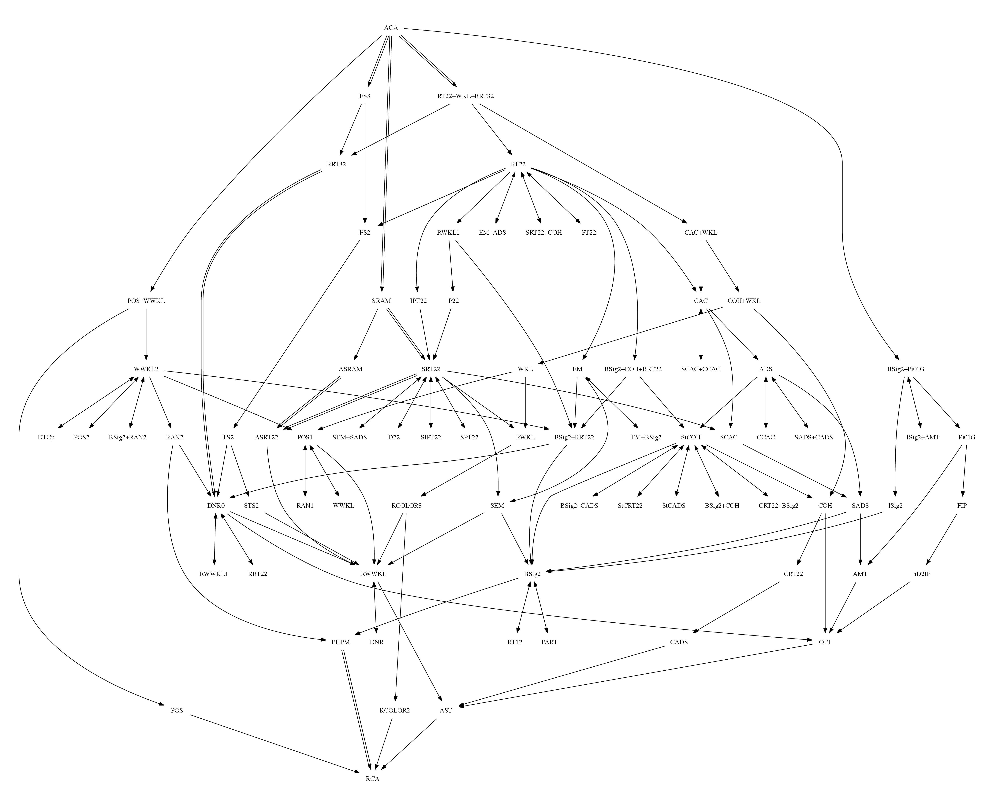 ACA
FS3
RT22+WKL+RRT32
RRT32
RT22
FS2
RWKL1
EM+ADS
SRT22+COH
PT22
CAC+WKL
POS+WWKL
SRAM
IPT22
P22
CAC
COH+WKL
WWKL2
ASRAM
SRT22
WKL
EM
BSig2+COH+RRT22
SCAC+CCAC
ADS
BSig2+Pi01G
DTCp
POS2
BSig2+RAN2
RAN2
TS2
ASRT22
POS1
SEM+SADS
D22
SIPT22
SPT22
RWKL
BSig2+RRT22
EM+BSig2
StCOH
SCAC
CCAC
SADS+CADS
ISig2+AMT
Pi01G
DNR0
STS2
RAN1
WWKL
RCOLOR3
SEM
BSig2+CADS
StCRT22
StCADS
BSig2+COH
CRT22+BSig2
COH
SADS
ISig2
FIP
RWWKL1
RRT22
RWWKL
BSig2
CRT22
AMT
nD2IP
PHPM
DNR
RT12
PART
CADS
OPT
POS
RCOLOR2
AST
RCA